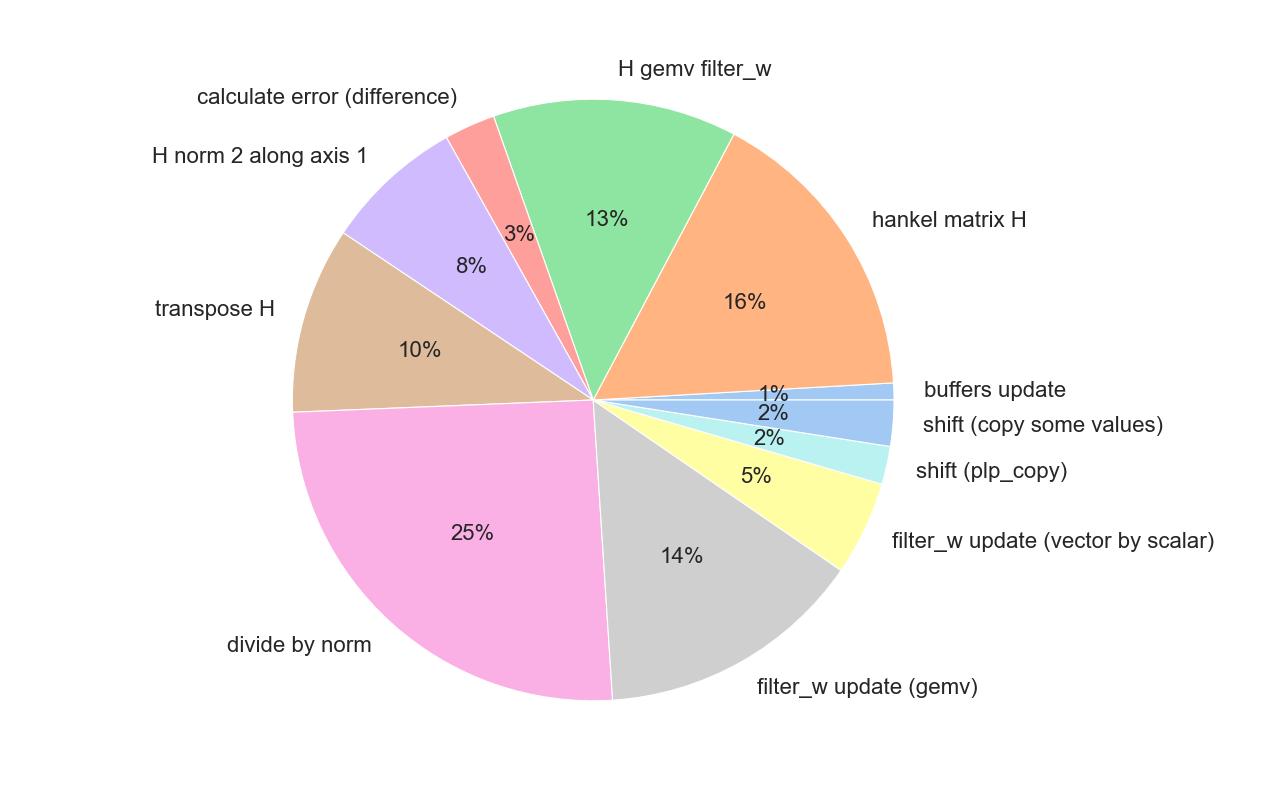 H gemv filter_w
calculate error (difference)
H norm 2 along axis 1
hankel matrix H
13%
3%
8%
16%
transpose H
10%
1%
buffers update
2%
shift (copy some values)
2%
shift (plp_copy)
5%
filter_w update (vector by scalar)
25%
14%
divide by norm
filter_w update (gemv)